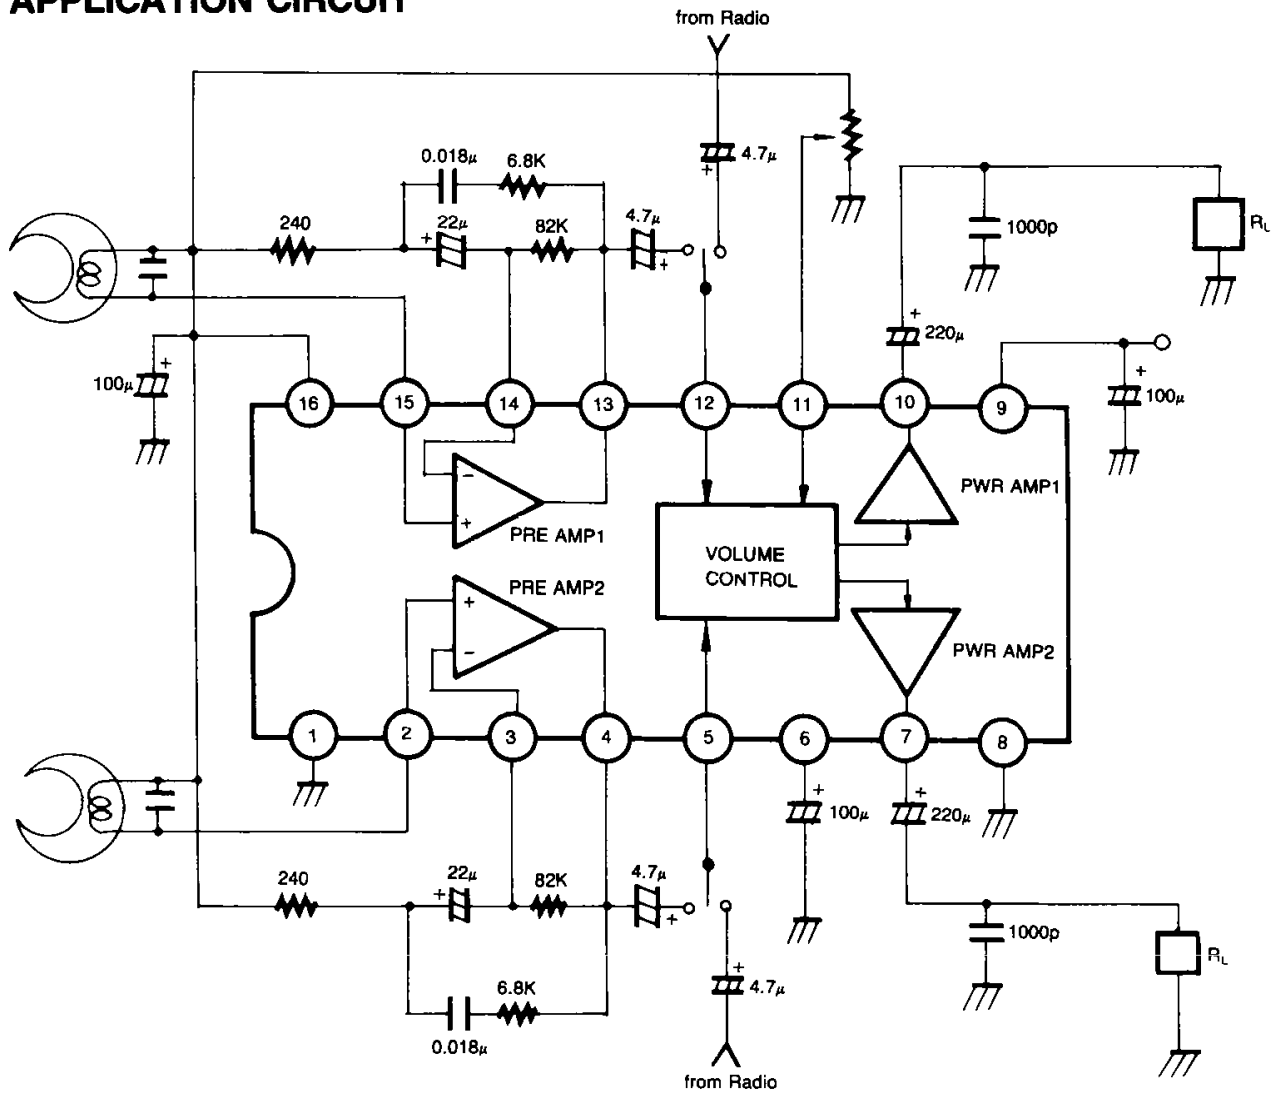 APPLICATION CIRCUIT
from Radio
4.7μ
+
0.018μ
6.8K
240
+
22μ
82K
4.7μ
+
1000p
RL
+
220μ
+
100μ
+
100μ
16
15
14
13
12
11
10
9
−
+
PRE AMP1
PWR AMP1
VOLUME
CONTROL
PRE AMP2
+
−
PWR AMP2
1
2
3
4
5
6
7
8
+
100μ
+
220μ
240
+
22μ
82K
4.7μ
+
1000p
RL
6.8K
0.018μ
+
4.7μ
from Radio